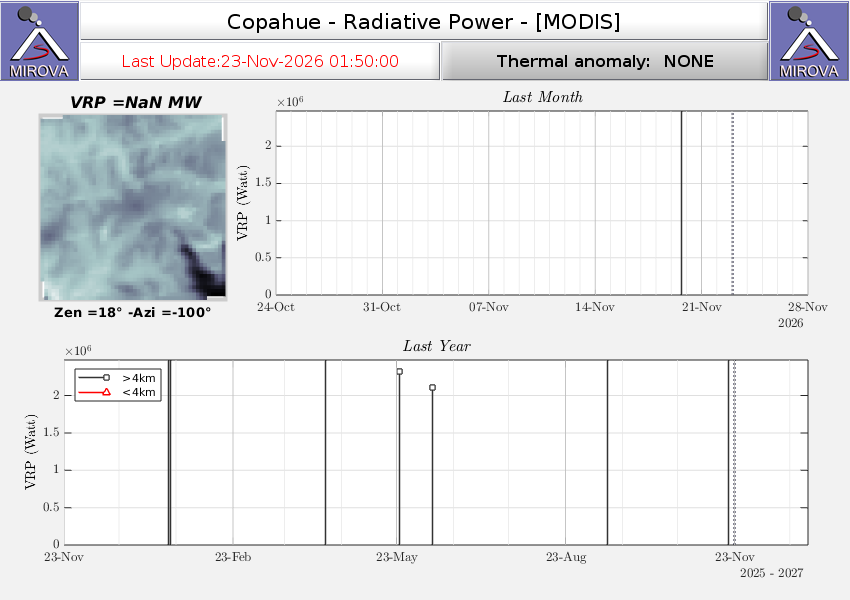 Copahue - Radiative Power - [MODIS]
MIROVA
Last Update:23-Nov-2026 01:50:00
Thermal anomaly: NONE
MIROVA
VRP =NaN MW
Zen =18° -Azi =-100°
Last Month
×10⁶
VRP (Watt)
2
1.5
1
0.5
0
24-Oct 31-Oct 07-Nov 14-Nov 21-Nov 28-Nov
2026
Last Year
×10⁶
VRP (Watt)
>4km
<4km
2
1.5
1
0.5
0
23-Nov 23-Feb 23-May 23-Aug 23-Nov
2025 - 2027